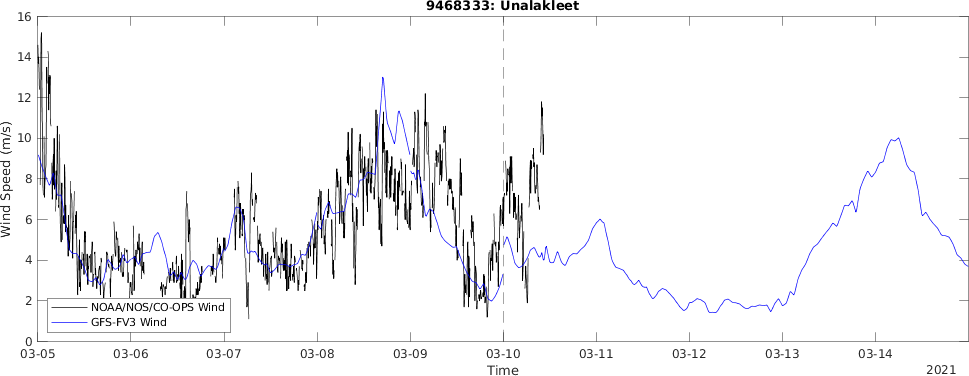 9468333: Unalakleet
16
14
12
10
8
6
4
2
0
Wind Speed (m/s)
NOAA/NOS/CO-OPS Wind
GFS-FV3 Wind
03-05 03-06 03-07 03-08 03-09 03-10 03-11 03-12 03-13 03-14
Time
2021